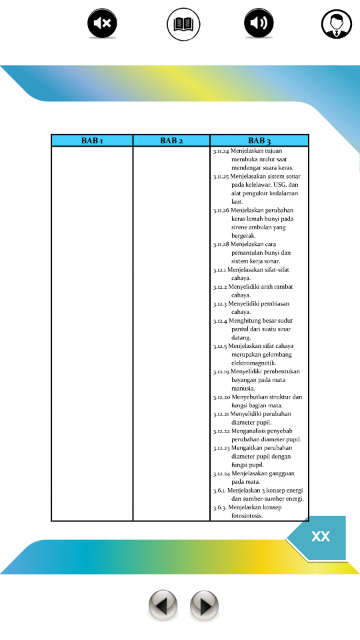 BAB 1 BAB 2 BAB 3
3.11.24 Menjelaskan tujuan
membuka mulut saat
mendengar suara keras.
3.11.25 Menjelasakan sistem sonar
pada kelelawar, USG, dan
alat pengukur kedalaman
laut.
3.11.26 Menjelaskan perubahan
keras lemah bunyi pada
sirene ambulan yang
bergerak.
3.11.28 Menjelaskan cara
pemantulan bunyi dan
sistem kerja sonar.
3.12.1 Menjelasakan sifat-sifat
cahaya.
3.12.2 Menyelidiki arah rambat
cahaya.
3.12.3 Menyelidiki pembiasan
cahaya.
3.12.4 Menghitung besar sudut
pantul dari suatu sinar
datang.
3.12.5 Menjelaskan sifat cahaya
merupakan gelombang
elektromagnetik.
3.12.19 Menyelidiki pembentukan
bayangan pada mata
manusia.
3.12.20 Menyebutkan struktur dan
fungsi bagian mata.
3.12.21 Menyelidiki perubahan
diameter pupil.
3.12.22 Menganalisis penyebab
perubahan diameter pupil.
3.12.23 Mengaitkan perubahan
diameter pupil dengan
fungsi pupil.
3.12.24 Menjelasakan gangguan
pada mata.
3.6.1. Menjelaskan 3 konsep energi
dan sumber-sumber energi.
3.6.3. Menjelaskan konsep
fotosintesis.
XX